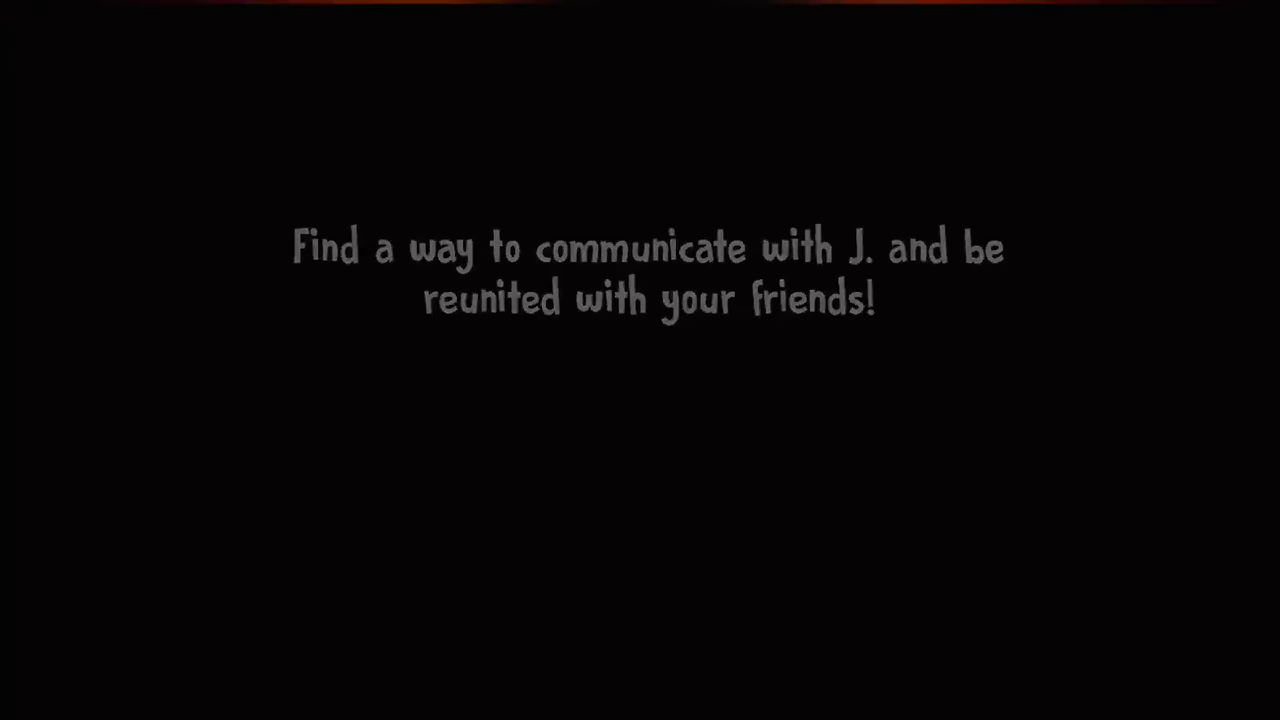 Find a way to communicate with J. and be
reunited with your friends!